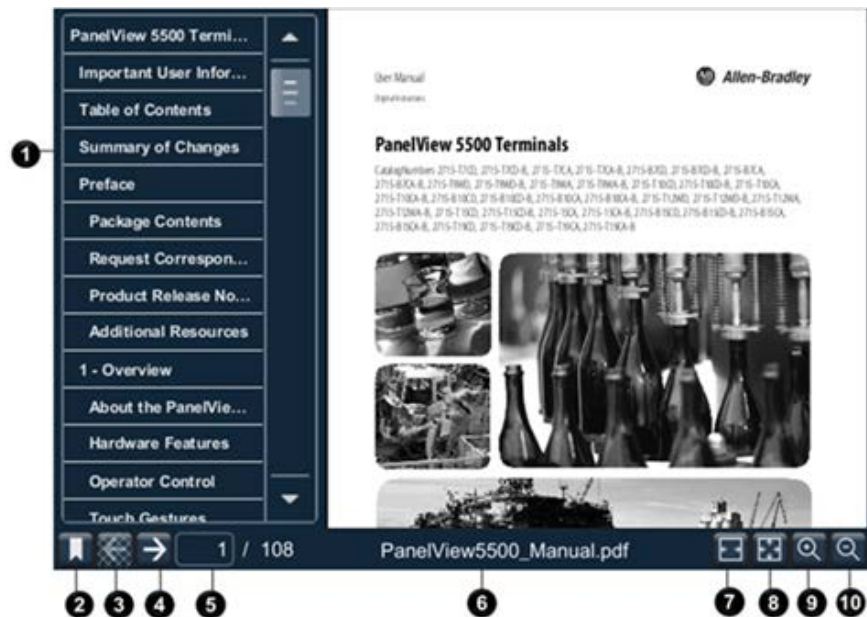 PanelView 5500 Termi...
Important User Infor...
Table of Contents
Summary of Changes
Preface
Package Contents
Request Correspon...
Product Release No...
Additional Resources
1 - Overview
About the PanelVie...
Hardware Features
Operator Control
Touch Gestures
User Manual
Original Instructions
Allen-Bradley
PanelView 5500 Terminals
1
1 / 108
PanelView5500_Manual.pdf
2
3
4
5
6
7
8
9
10